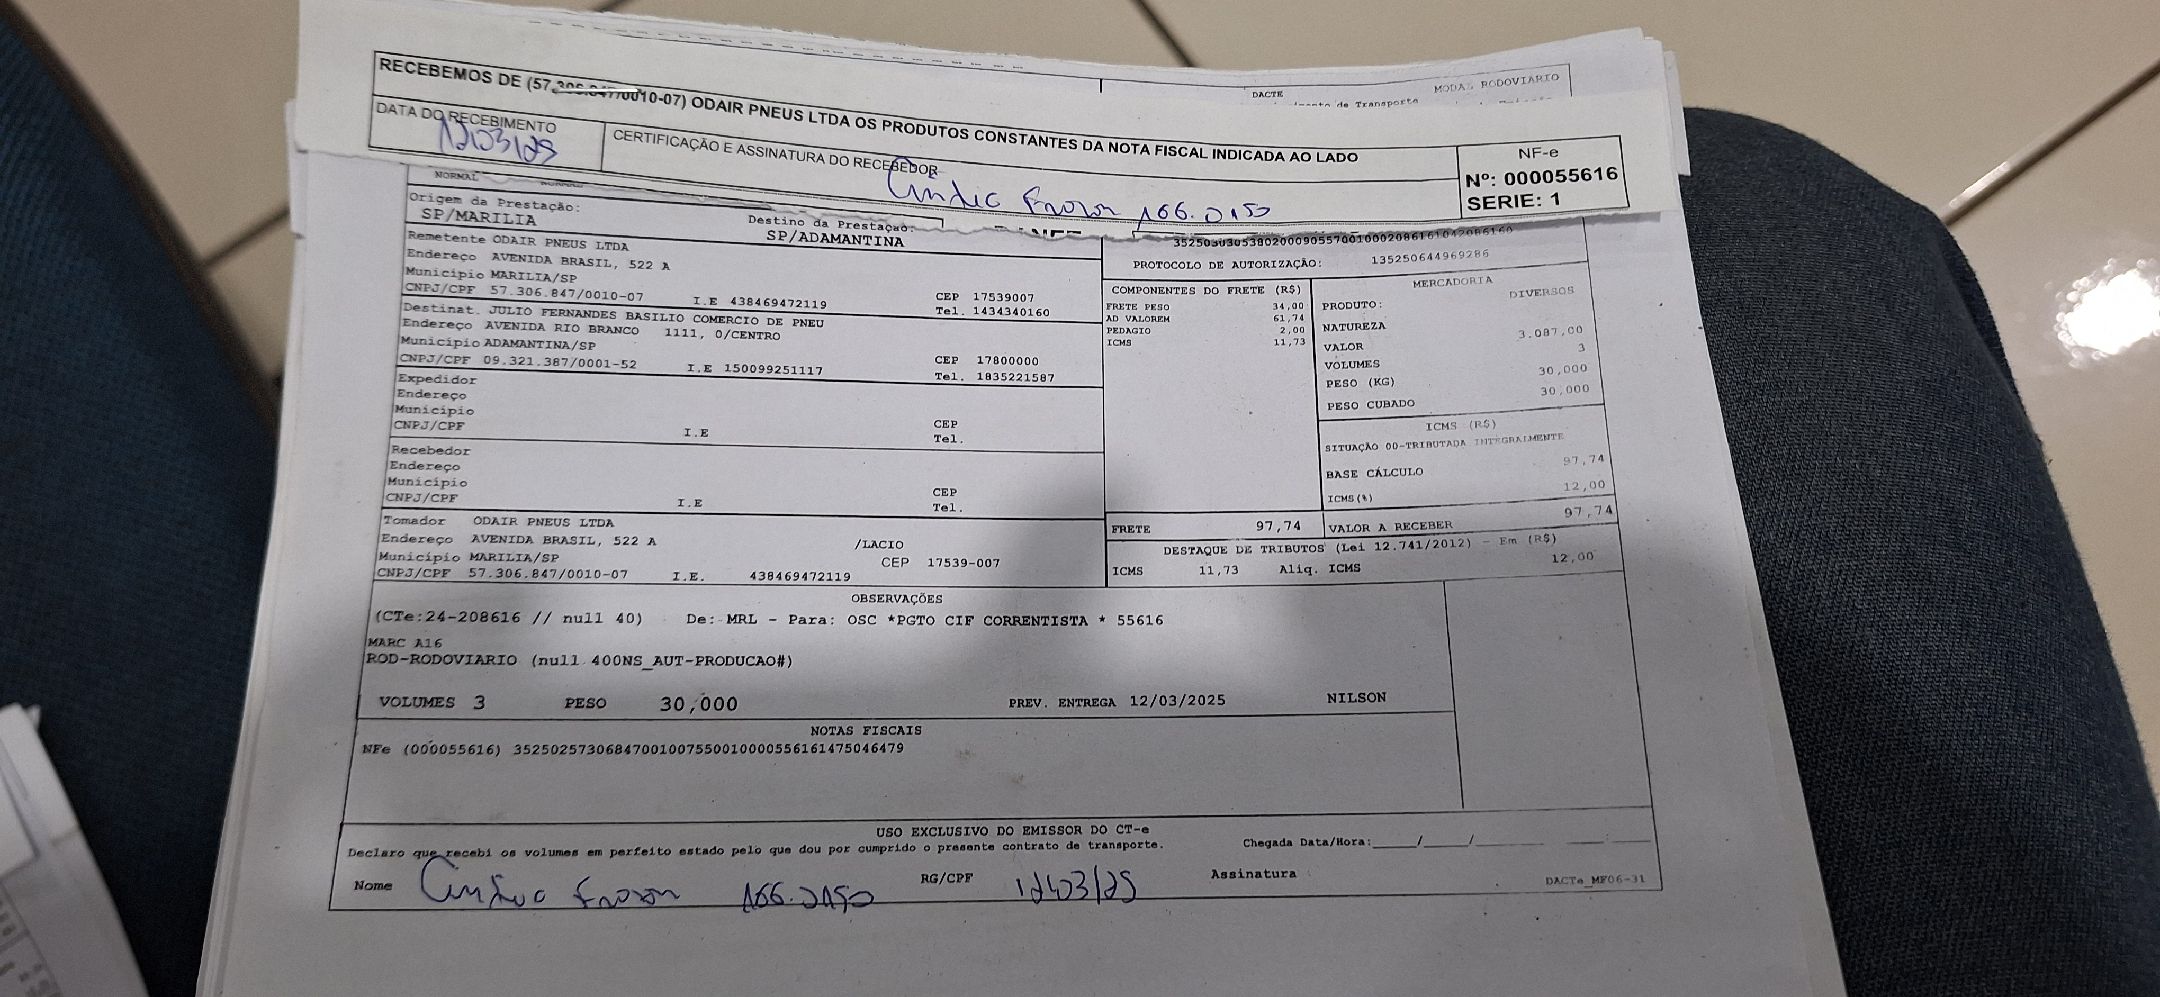 DACTE
MODAL RODOVIARIO
de Transporte
RECEBEMOS DE (57.306.847/0010-07) ODAIR PNEUS LTDA OS PRODUTOS CONSTANTES DA NOTA FISCAL INDICADA AO LADO
DATA DO RECEBIMENTO
12/03/25
CERTIFICAÇÃO E ASSINATURA DO RECEBEDOR
NF-e
Nº: 000055616
SERIE: 1
NORMAL
Origem da Prestação:
SP/MARILIA
Destino da Prestação:
SP/ADAMANTINA
Remetente ODAIR PNEUS LTDA
Endereço AVENIDA BRASIL, 522 A
Município MARILIA/SP
CNPJ/CPF 57.306.847/0010-07 I.E 438469472119
CEP 17539007
Tel. 1434340160
Destinat. JULIO FERNANDES BASILIO COMERCIO DE PNEU
Endereço AVENIDA RIO BRANCO 1111, 0/CENTRO
Município ADAMANTINA/SP
CNPJ/CPF 09.321.387/0001-52 I.E 150099251117
CEP 17800000
Tel. 1835221587
Expedidor
Endereço
Município
CNPJ/CPF I.E
CEP
Tel.
Recebedor
Endereço
Município
CNPJ/CPF I.E
CEP
Tel.
Tomador ODAIR PNEUS LTDA
Endereço AVENIDA BRASIL, 522 A /LACIO
Município MARILIA/SP CEP 17539-007
CNPJ/CPF 57.306.847/0010-07 I.E. 438469472119
PROTOCOLO DE AUTORIZAÇÃO: 135250644969286
COMPONENTES DO FRETE (R$)
FRETE PESO 34,00
AD VALOREM 61,74
PEDAGIO 2,00
ICMS 11,73
MERCADORIA
PRODUTO: DIVERSOS
NATUREZA
VALOR 3.087,00
VOLUMES 3
PESO (KG) 30,000
PESO CUBADO 30,000
ICMS (R$)
SITUAÇÃO 00-TRIBUTADA INTEGRALMENTE
BASE CÁLCULO 97,74
ICMS(%) 12,00
FRETE 97,74
VALOR A RECEBER 97,74
DESTAQUE DE TRIBUTOS (Lei 12.741/2012) - Em (R$)
ICMS 11,73 Aliq. ICMS 12,00
OBSERVAÇÕES
(CTe:24-208616 // null 40) De: MRL - Para: OSC *PGTO CIF CORRENTISTA * 55616
MARC A16
ROD-RODOVIARIO (null 400NS_AUT-PRODUCAO#)
VOLUMES 3 PESO 30,000 PREV. ENTREGA 12/03/2025 NILSON
NOTAS FISCAIS
NFe (000055616) 35250257306847001007550010000556161475046479
USO EXCLUSIVO DO EMISSOR DO CT-e
Declaro que recebi os volumes em perfeito estado pelo que dou por cumprido o presente contrato de transporte.
Chegada Data/Hora:_____/_____/
Nome
RG/CPF 12/03/25
Assinatura
DACTe_MF06-31